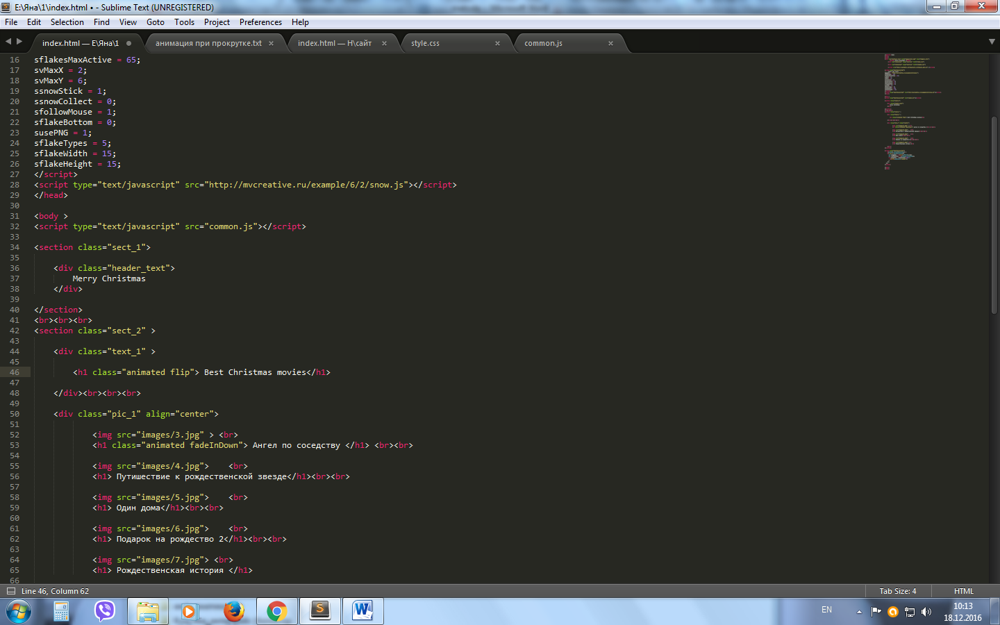 E:\Яна\1\index.html • - Sublime Text (UNREGISTERED)
File Edit Selection Find View Goto Tools Project Preferences Help
index.html — E\Яна\1 анимация при прокрутке.txt × index.html — H\сайт × style.css × common.js ×
16 sflakesMaxActive = 65;
17 svMaxX = 2;
18 svMaxY = 6;
19 ssnowStick = 1;
20 ssnowCollect = 0;
21 sfollowMouse = 1;
22 sflakeBottom = 0;
23 susePNG = 1;
24 sflakeTypes = 5;
25 sflakeWidth = 15;
26 sflakeHeight = 15;
27 </script>
28 <script type="text/javascript" src="http://mvcreative.ru/example/6/2/snow.js"></script>
29 </head>
30
31 <body >
32 <script type="text/javascript" src="common.js"></script>
33
34 <section class="sect_1">
35
36 <div class="header_text">
37 Merry Christmas
38 </div>
39
40 </section>
41 <br><br><br>
42 <section class="sect_2" >
43
44 <div class="text_1" >
45
46 <h1 class="animated flip"> Best Christmas movies</h1>
47
48 </div><br><br><br>
49
50 <div class="pic_1" align="center">
51
52 <img src="images/3.jpg" > <br>
53 <h1 class="animated fadeInDown"> Ангел по соседству </h1> <br><br>
54
55 <img src="images/4.jpg"> <br>
56 <h1> Путишествие к рождественской звезде</h1><br><br>
57
58 <img src="images/5.jpg"> <br>
59 <h1> Один дома</h1><br><br>
60
61 <img src="images/6.jpg"> <br>
62 <h1> Подарок на рождество 2</h1><br><br>
63
64 <img src="images/7.jpg"> <br>
65 <h1> Рождественская история </h1>
66
Line 46, Column 62 Tab Size: 4 HTML
EN 10:13
18.12.2016